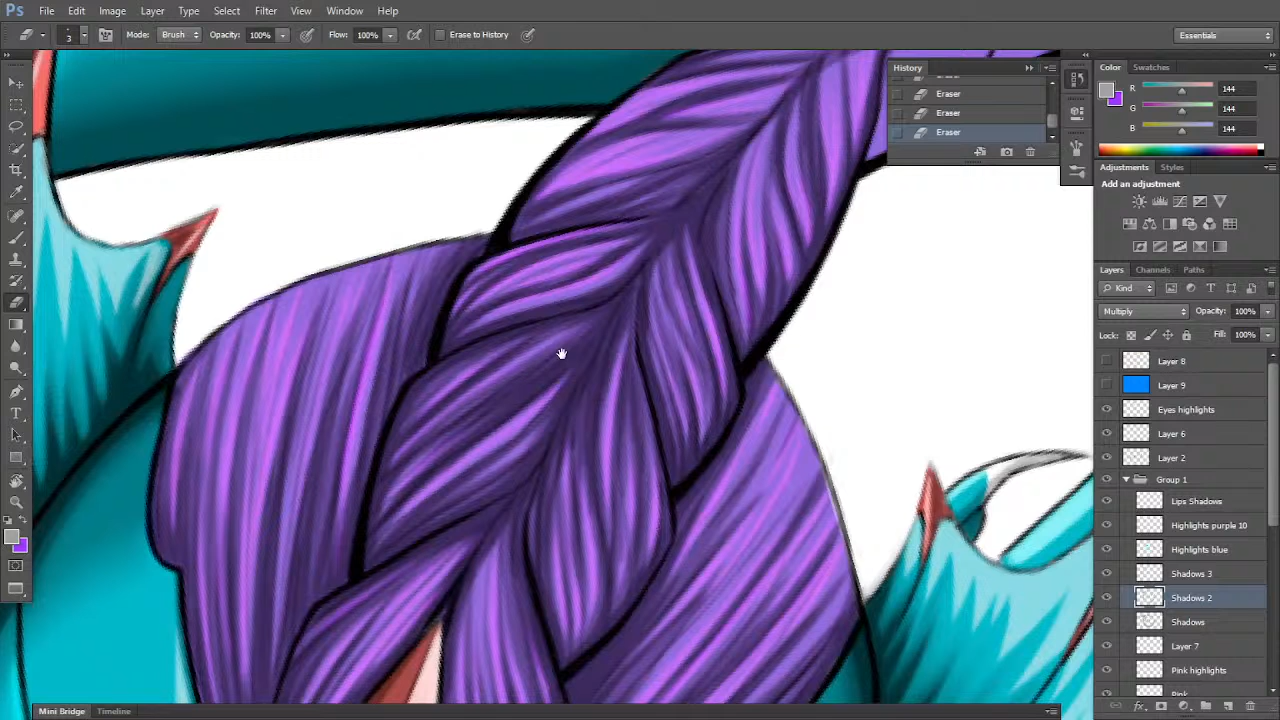 Ps File Edit Image Layer Type Select Filter View Window Help
3 Mode: Brush Opacity: 100% Flow: 100% Erase to History Essentials
History
Eraser
Eraser
Eraser
Color Swatches
R 144
G 144
B 144
Adjustments Styles
Add an adjustment
Layers Channels Paths
Kind
Multiply Opacity: 100%
Lock: Fill: 100%
Layer 8
Layer 9
Eyes highlights
Layer 6
Layer 2
Group 1
Lips Shadows
Highlights purple 10
Highlights blue
Shadows 3
Shadows 2
Shadows
Layer 7
Pink highlights
Pink
Mini Bridge Timeline